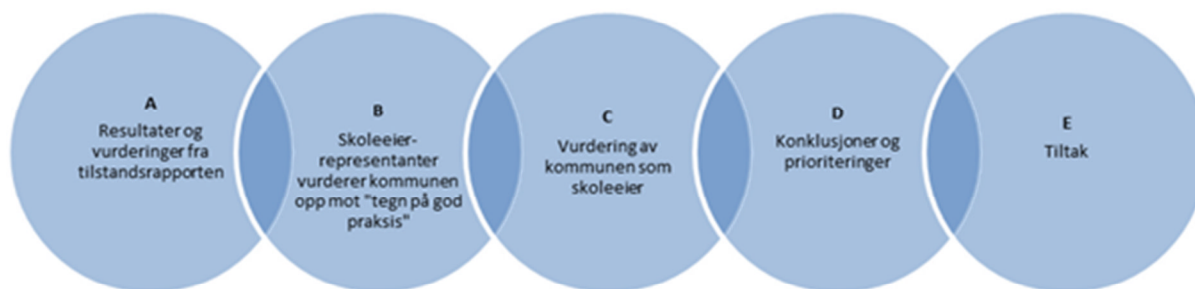 A
Resultater og
vurderinger fra
tilstandsrapporten
B
Skoleeier-
representanter
vurderer kommunen
opp mot "tegn på god
praksis"
C
Vurdering av
kommunen som
skoleeier
D
Konklusjoner og
prioriteringer
E
Tiltak